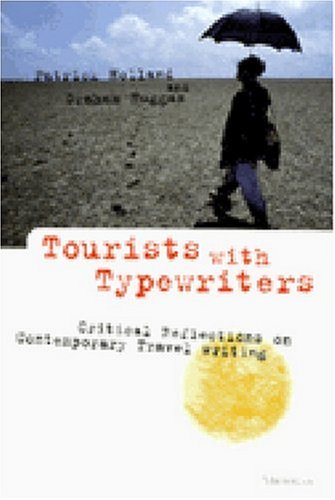 Patrick Holland
and
Graham Huggan
Tourists with
Typewriters
Critical Reflections on
Contemporary Travel Writing